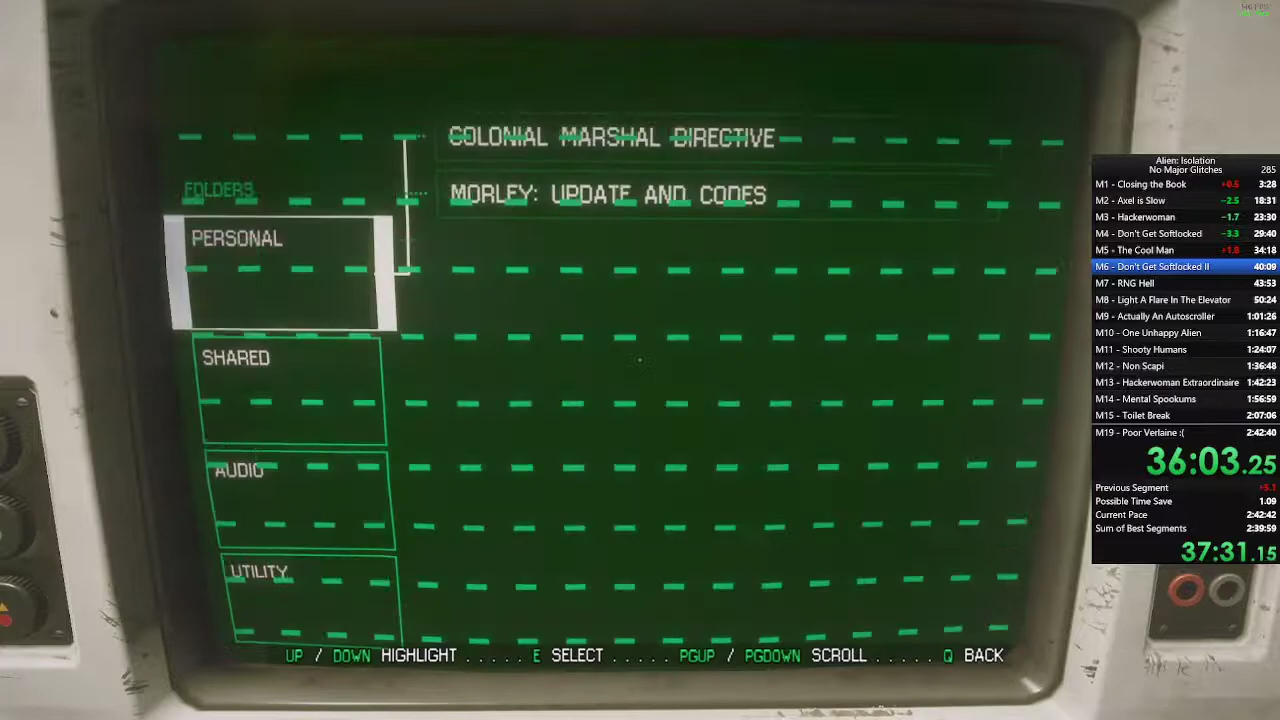 COLONIAL MARSHAL DIRECTIVE
MORLEY: UPDATE AND CODES
FOLDERS
PERSONAL
SHARED
AUDIO
UTILITY
UP / DOWN HIGHLIGHT ..... E SELECT ..... PGUP / PGDOWN SCROLL ..... Q BACK
Alien: Isolation
No Major Glitches 285
M1 - Closing the Book +0.5 3:28
M2 - Axel is Slow −2.5 18:31
M3 - Hackerwoman −1.7 23:30
M4 - Don't Get Softlocked −3.3 29:40
M5 - The Cool Man +1.8 34:18
M6 - Don't Get Softlocked II 40:09
M7 - RNG Hell 43:53
M8 - Light A Flare In The Elevator 50:24
M9 - Actually An Autoscroller 1:01:26
M10 - One Unhappy Alien 1:16:47
M11 - Shooty Humans 1:24:07
M12 - Non Scapi 1:36:48
M13 - Hackerwoman Extraordinaire 1:42:23
M14 - Mental Spookums 1:56:59
M15 - Toilet Break 2:07:06
M19 - Poor Verlaine :( 2:42:40
36:03.25
Previous Segment +5.1
Possible Time Save 1.09
Current Pace 2:42:42
Sum of Best Segments 2:39:59
37:31.15